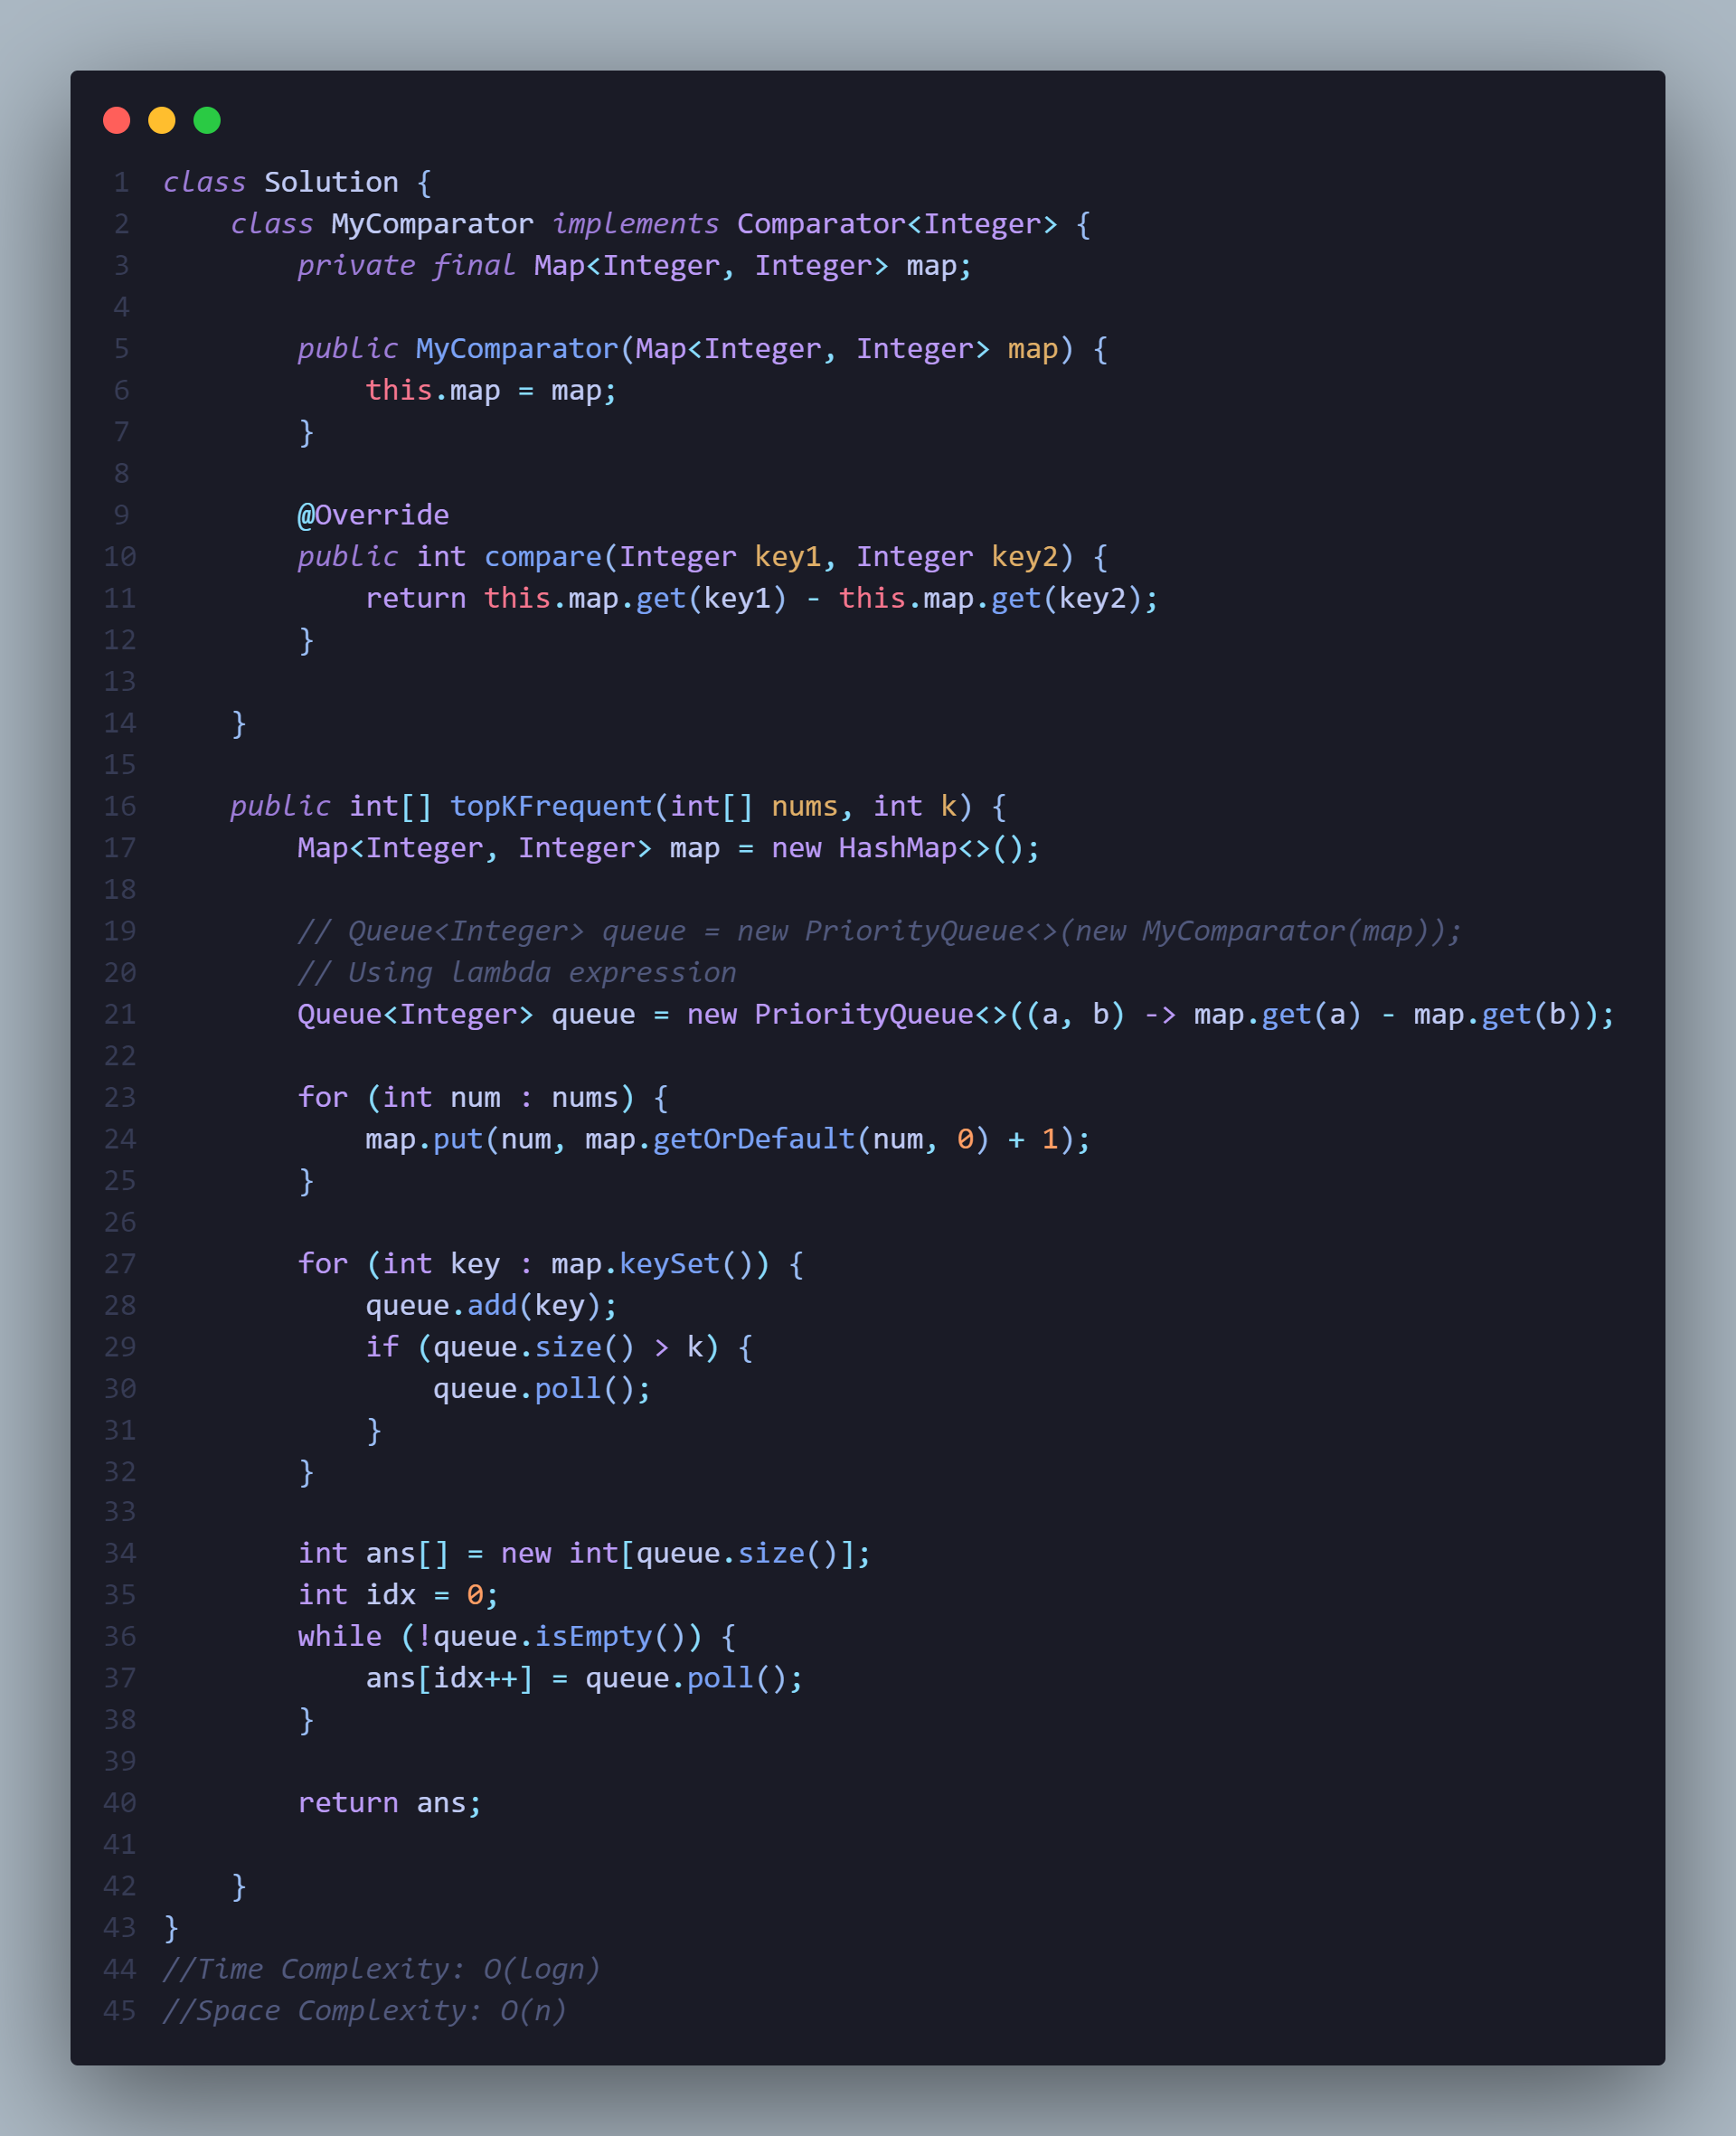 1 class Solution {
2     class MyComparator implements Comparator<Integer> {
3         private final Map<Integer, Integer> map;
4
5         public MyComparator(Map<Integer, Integer> map) {
6             this.map = map;
7         }
8
9         @Override
10         public int compare(Integer key1, Integer key2) {
11             return this.map.get(key1) - this.map.get(key2);
12         }
13
14     }
15
16     public int[] topKFrequent(int[] nums, int k) {
17         Map<Integer, Integer> map = new HashMap<>();
18
19         // Queue<Integer> queue = new PriorityQueue<>(new MyComparator(map));
20         // Using lambda expression
21         Queue<Integer> queue = new PriorityQueue<>((a, b) -> map.get(a) - map.get(b));
22
23         for (int num : nums) {
24             map.put(num, map.getOrDefault(num, 0) + 1);
25         }
26
27         for (int key : map.keySet()) {
28             queue.add(key);
29             if (queue.size() > k) {
30                 queue.poll();
31             }
32         }
33
34         int ans[] = new int[queue.size()];
35         int idx = 0;
36         while (!queue.isEmpty()) {
37             ans[idx++] = queue.poll();
38         }
39
40         return ans;
41
42     }
43 }
44 //Time Complexity: O(logn)
45 //Space Complexity: O(n)